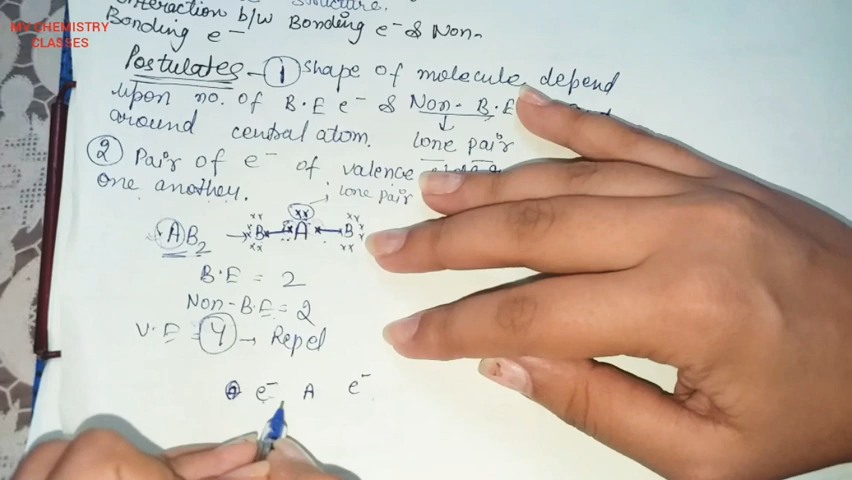 MY CHEMISTRY
CLASSES
Interaction b/w Bonding e⁻ & Non-
Bonding e⁻
Postulates - 1 Shape of molecule depend
upon no. of B.E e⁻ & Non-B.E
around central atom. lone pair
2 Pair of e⁻ of valence
one another. lone pair
AB₂ → B A B
B.E = 2
Non-B.E = 2
V.E = 4 → Repel
e⁻ A e⁻